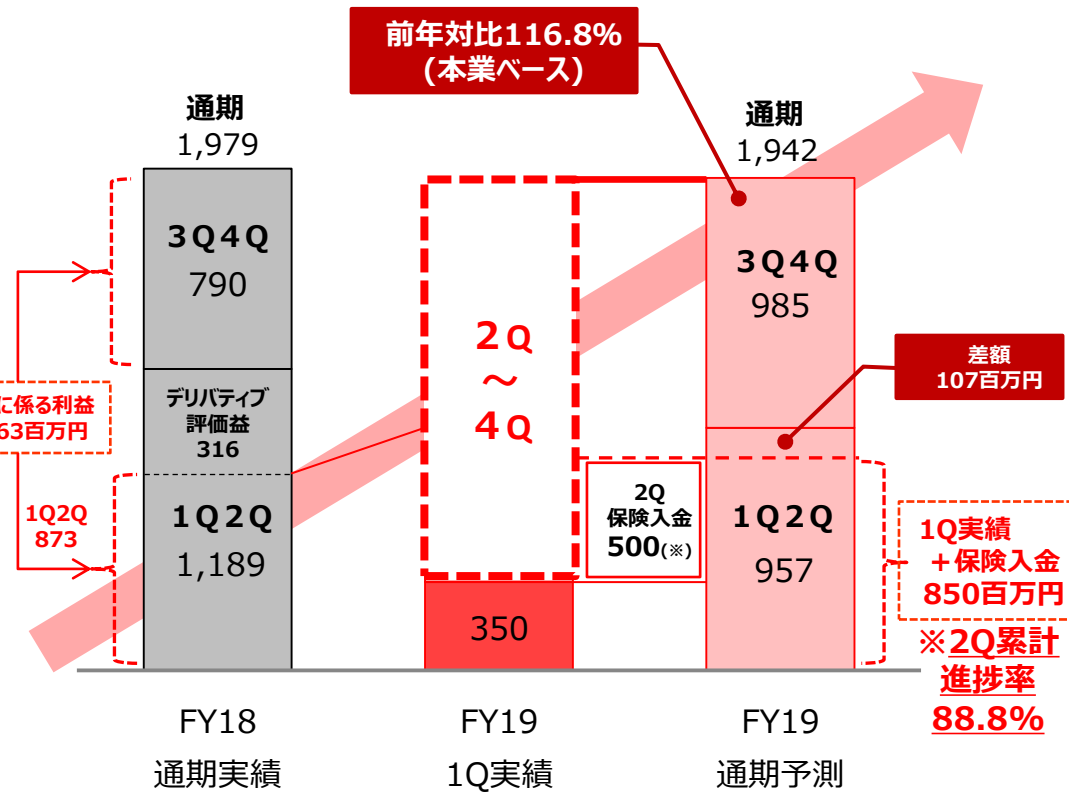 前年対比116.8%
(本業ベース)
通期
1,979
通期
1,942
3Q4Q
790
デリバティブ
評価益
316
1Q2Q
1,189
に係る利益
63百万円
1Q2Q
873
2Q
~
4Q
350
2Q
保険入金
500(※)
3Q4Q
985
1Q2Q
957
差額
107百万円
1Q実績
+保険入金
850百万円
※2Q累計
進捗率
88.8%
FY18
通期実績
FY19
1Q実績
FY19
通期予測